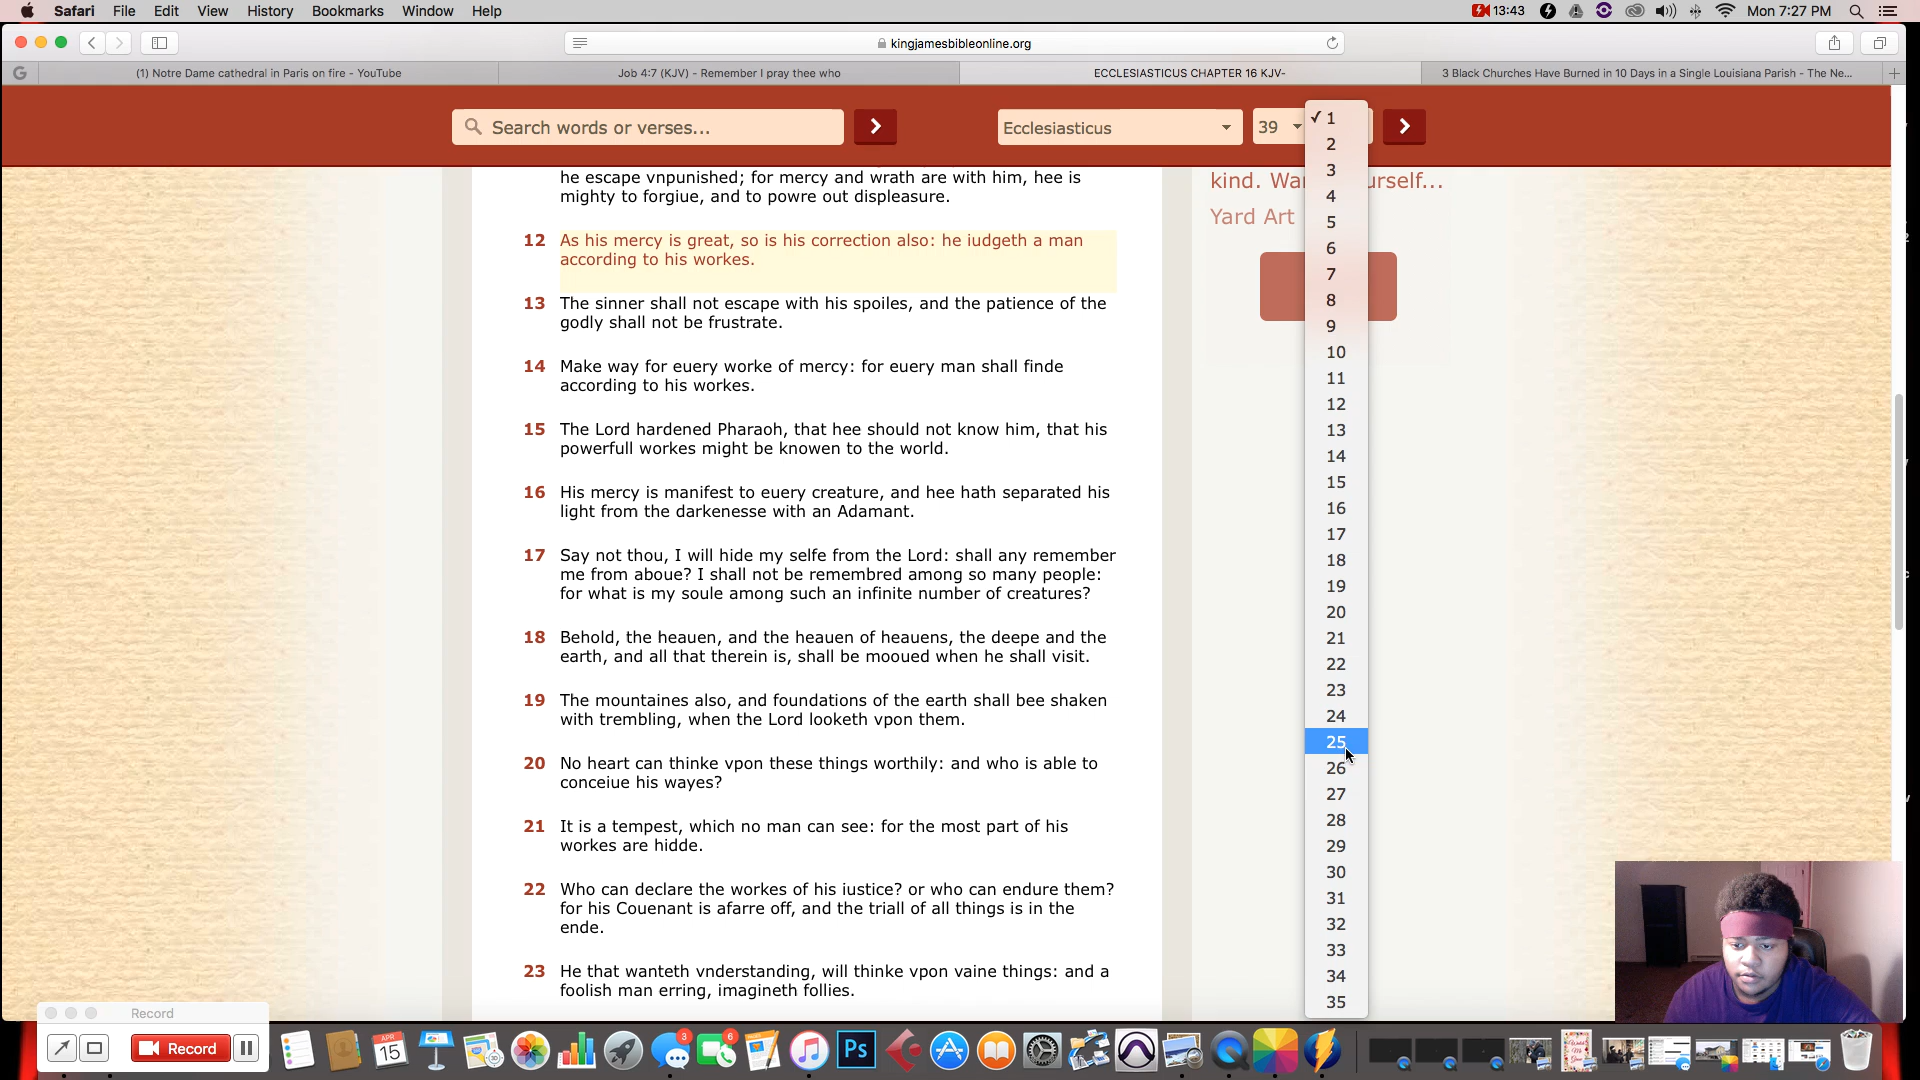 Safari File Edit View History Bookmarks Window Help 13:43 Mon 7:27 PM
kingjamesbibleonline.org
(1) Notre Dame cathedral in Paris on fire - YouTube
Job 4:7 (KJV) - Remember I pray thee who
ECCLESIASTICUS CHAPTER 16 KJV-
3 Black Churches Have Burned in 10 Days in a Single Louisiana Parish - The Ne...
Search words or verses...
Ecclesiasticus
39
✓ 1
2
3
4
5
6
7
8
9
10
11
12
13
14
15
16
17
18
19
20
21
22
23
24
25
26
27
28
29
30
31
32
33
34
35
he escape vnpunished; for mercy and wrath are with him, hee is
mighty to forgiue, and to powre out displeasure.
12 As his mercy is great, so is his correction also: he iudgeth a man
according to his workes.
13 The sinner shall not escape with his spoiles, and the patience of the
godly shall not be frustrate.
14 Make way for euery worke of mercy: for euery man shall finde
according to his workes.
15 The Lord hardened Pharaoh, that hee should not know him, that his
powerfull workes might be knowen to the world.
16 His mercy is manifest to euery creature, and hee hath separated his
light from the darkenesse with an Adamant.
17 Say not thou, I will hide my selfe from the Lord: shall any remember
me from aboue? I shall not be remembred among so many people:
for what is my soule among such an infinite number of creatures?
18 Behold, the heauen, and the heauen of heauens, the deepe and the
earth, and all that therein is, shall be mooued when he shall visit.
19 The mountaines also, and foundations of the earth shall bee shaken
with trembling, when the Lord looketh vpon them.
20 No heart can thinke vpon these things worthily: and who is able to
conceiue his wayes?
21 It is a tempest, which no man can see: for the most part of his
workes are hidde.
22 Who can declare the workes of his iustice? or who can endure them?
for his Couenant is afarre off, and the triall of all things is in the
ende.
23 He that wanteth vnderstanding, will thinke vpon vaine things: and a
foolish man erring, imagineth follies.
kind. Wa urself...
Yard Art
Record
Record
APR
15
3
6
Ps